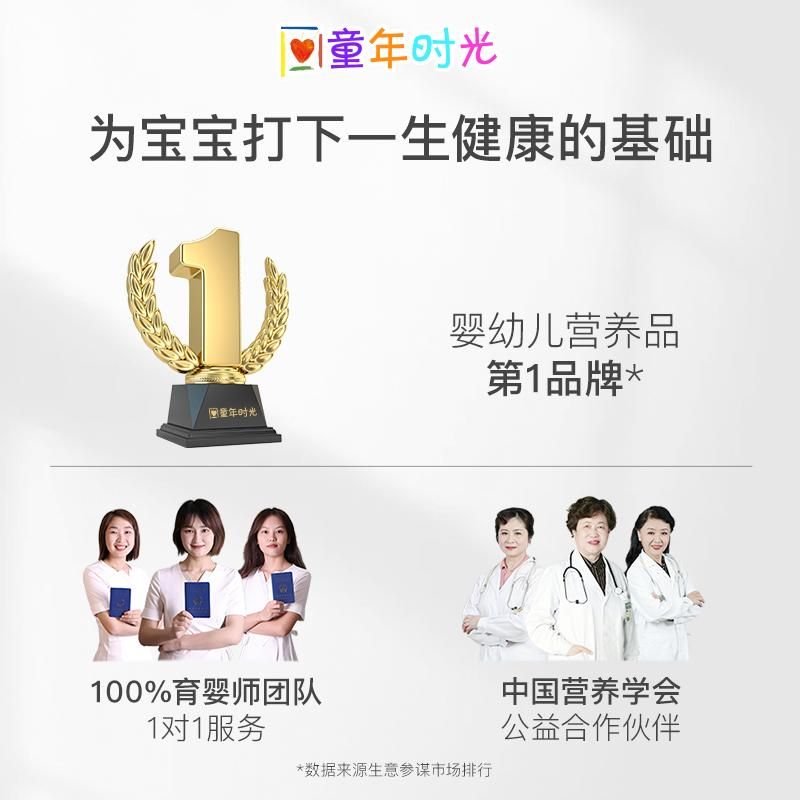 童年时光
为宝宝打下一生健康的基础
婴幼儿营养品
第1品牌*
童年时光
100%育婴师团队
1对1服务
中国营养学会
公益合作伙伴
*数据来源生意参谋市场排行